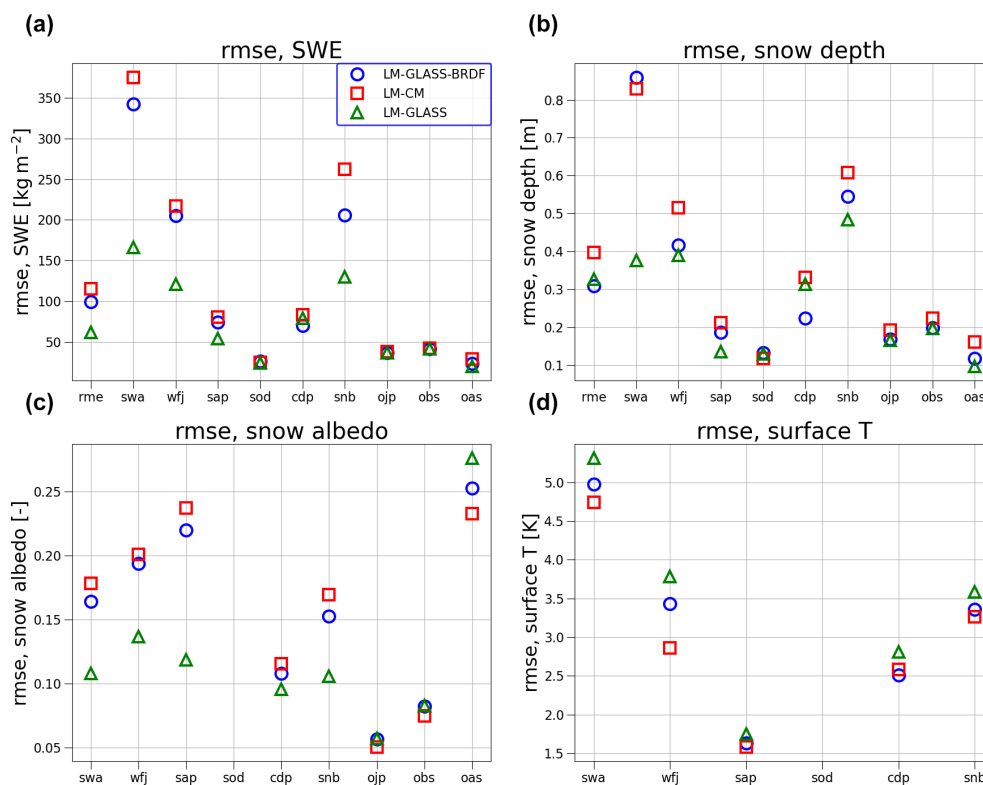 (a)
rmse, SWE
rmse, SWE [kg m⁻²]
350
300
250
200
150
100
50
LM-GLASS-BRDF
LM-CM
LM-GLASS
rme swa wfj sap sod cdp snb ojp obs oas
(b)
rmse, snow depth
rmse, snow depth [m]
0.8
0.7
0.6
0.5
0.4
0.3
0.2
0.1
rme swa wfj sap sod cdp snb ojp obs oas
(c)
rmse, snow albedo
rmse, snow albedo [-]
0.25
0.20
0.15
0.10
0.05
swa wfj sap sod cdp snb ojp obs oas
(d)
rmse, surface T
rmse, surface T [K]
5.0
4.5
4.0
3.5
3.0
2.5
2.0
1.5
swa wfj sap sod cdp snb